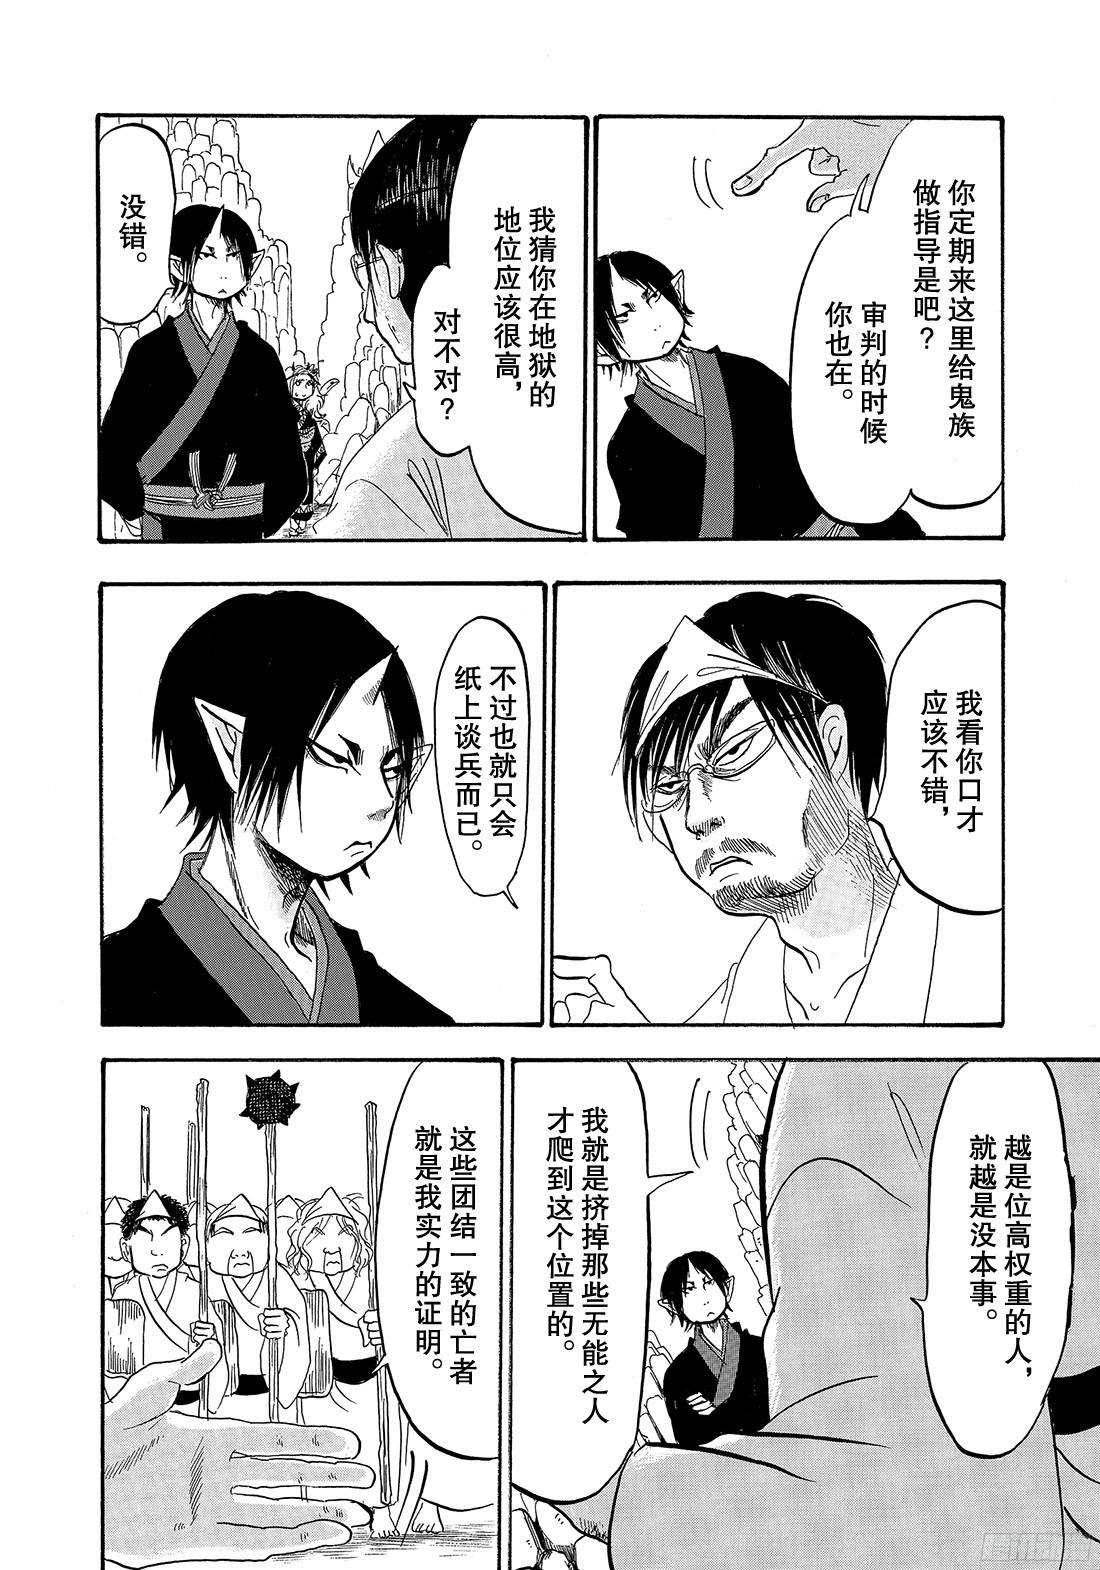 你定期来这里给鬼族
做指导是吧？
审判的时候
你也在。
我猜你在地狱的
地位应该很高，
对不对？
没错。
我看你口才
应该不错，
不过也就只会
纸上谈兵而已。
越是位高权重的人，
就越是没本事。
我就是挤掉那些无能之人
才爬到这个位置的。
这些团结一致的亡者
就是我实力的证明。